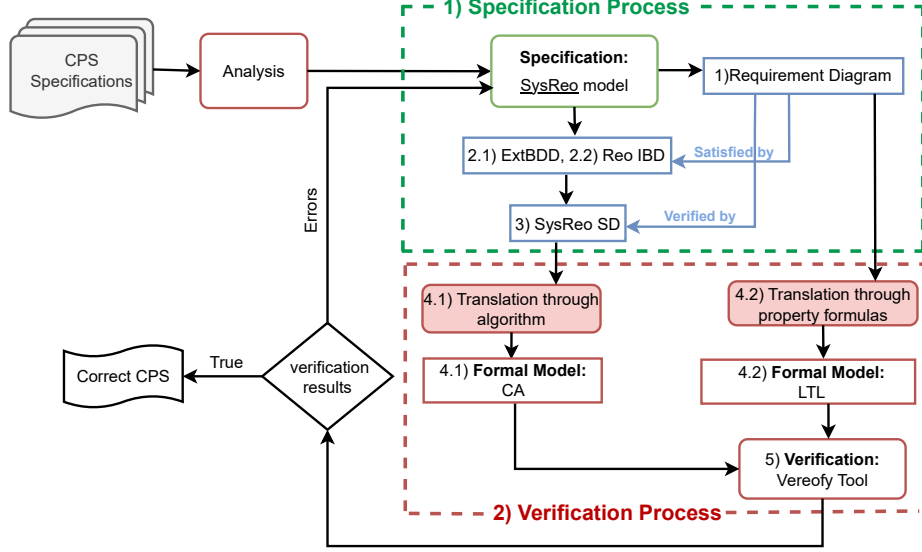 1) Specification Process
CPS
Specifications
Analysis
Specification:
SysReo model
1)Requirement Diagram
2.1) ExtBDD, 2.2) Reo IBD
Satisfied by
3) SysReo SD
Verified by
Errors
4.1) Translation through
algorithm
4.2) Translation through
property formulas
Correct CPS
True
verification
results
4.1) Formal Model:
CA
4.2) Formal Model:
LTL
5) Verification:
Vereofy Tool
2) Verification Process